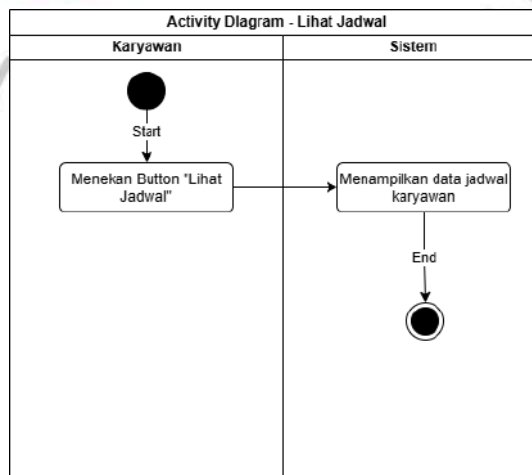 Activity DIagram - Lihat Jadwal
Karyawan
Sistem
Start
Menekan Button "Lihat
Jadwal"
Menampilkan data jadwal
karyawan
End